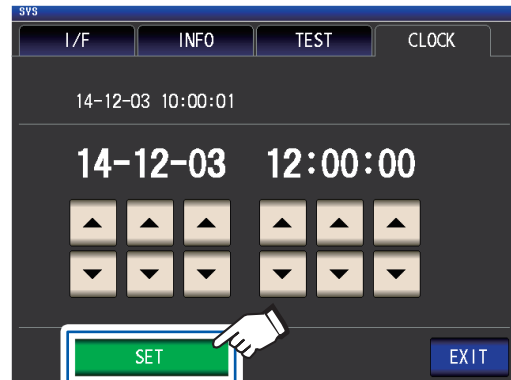 SYS
I/F INFO TEST CLOCK
14-12-03 10:00:01
14-12-03 12:00:00
SET EXIT